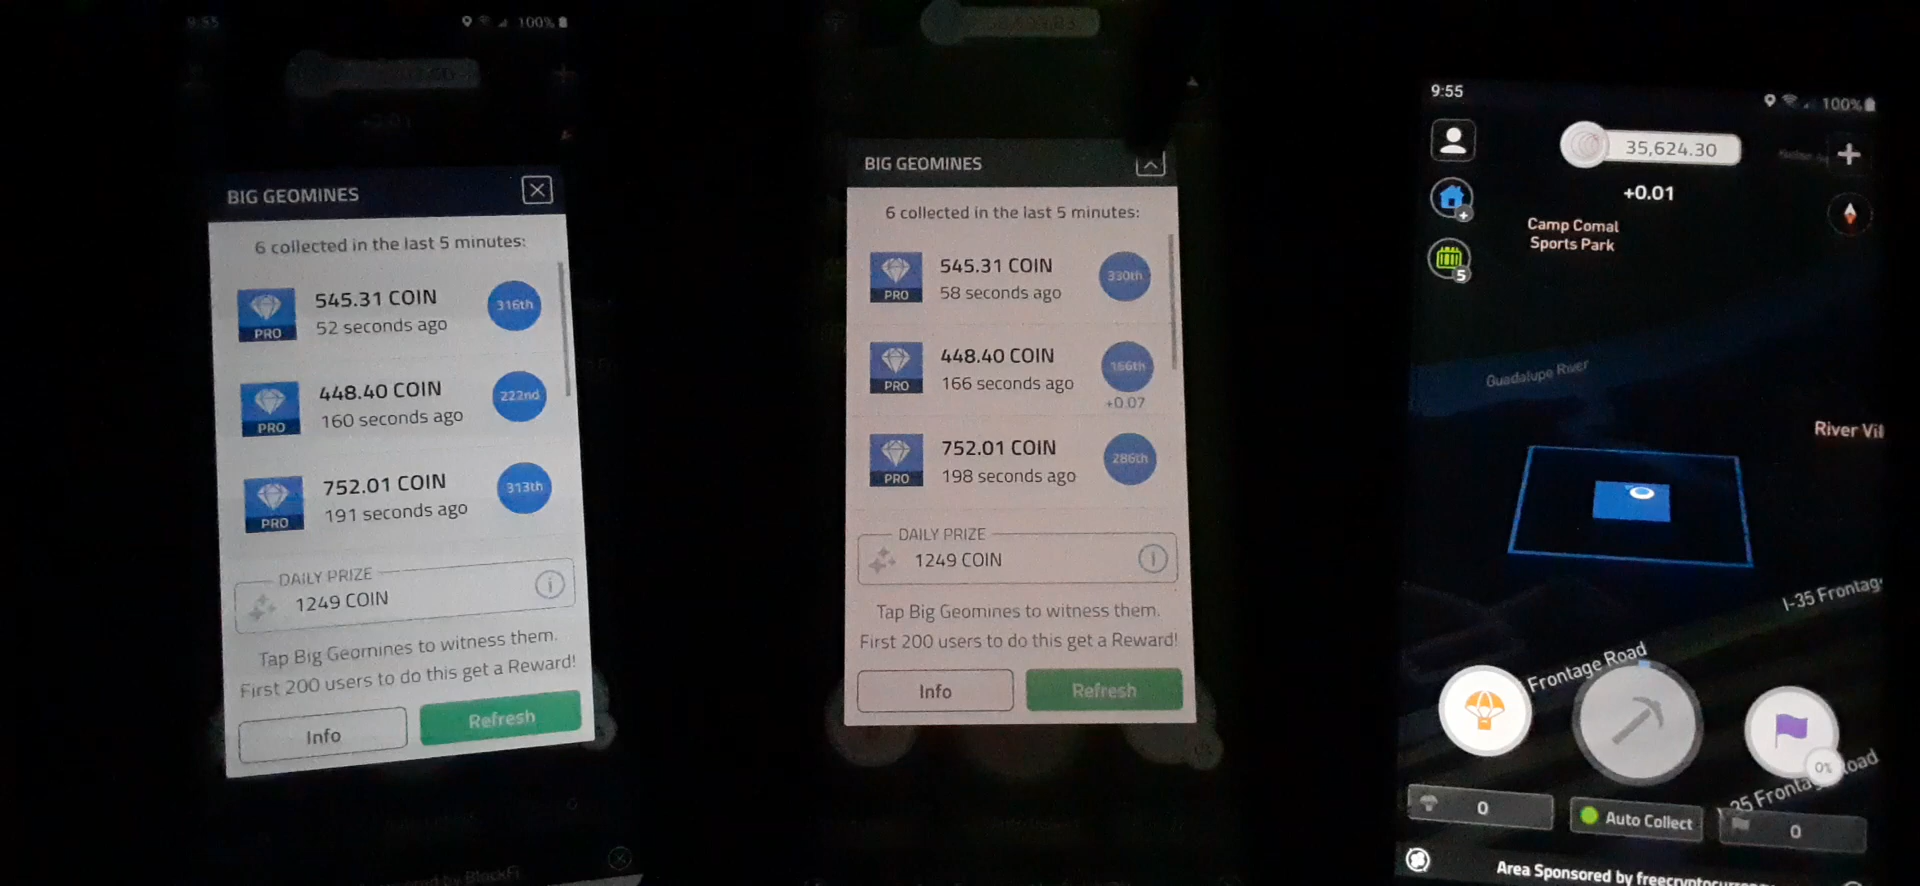 9:55
100%
BIG GEOMINES
6 collected in the last 5 minutes:
545.31 COIN
52 seconds ago
316th
PRO
448.40 COIN
160 seconds ago
222nd
PRO
752.01 COIN
191 seconds ago
313th
PRO
DAILY PRIZE
1249 COIN
Tap Big Geomines to witness them.
First 200 users to do this get a Reward!
Info
Refresh
BIG GEOMINES
6 collected in the last 5 minutes:
545.31 COIN
58 seconds ago
330th
PRO
448.40 COIN
166 seconds ago
166th
+0.07
PRO
752.01 COIN
198 seconds ago
286th
PRO
DAILY PRIZE
1249 COIN
Tap Big Geomines to witness them.
First 200 users to do this get a Reward!
Info
Refresh
9:55
100%
35,624.30
+0.01
Camp Comal
Sports Park
5
Guadalupe River
River Vil
I-35 Frontag
Frontage Road
0%
Road
I-35 Fronta
0
Auto Collect
0
Area Sponsored by freecryptocurr